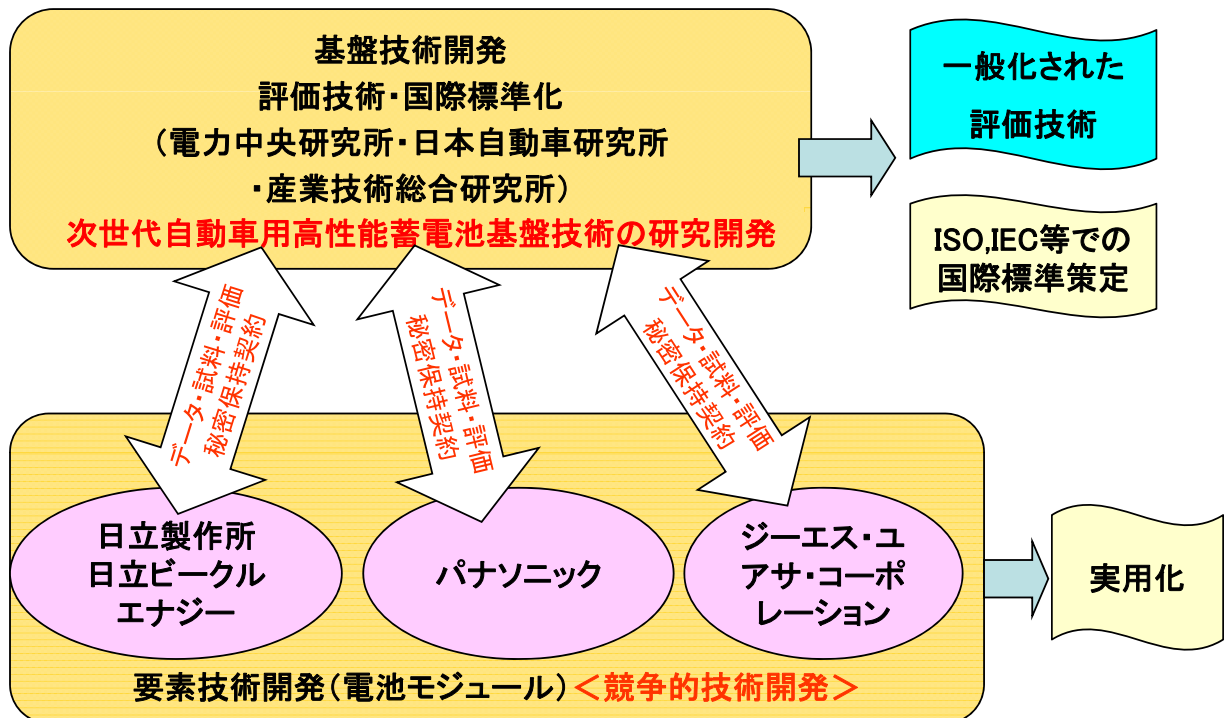 基盤技術開発
評価技術・国際標準化
（電力中央研究所・日本自動車研究所
・産業技術総合研究所）
次世代自動車用高性能蓄電池基盤技術の研究開発
一般化された
評価技術
ISO,IEC等での
国際標準策定
データ・試料・評価
秘密保持契約
データ・試料・評価
秘密保持契約
データ・試料・評価
秘密保持契約
日立製作所
日立ビークル
エナジー
パナソニック
ジーエス・ユ
アサ・コーポ
レーション
実用化
要素技術開発（電池モジュール）＜競争的技術開発＞